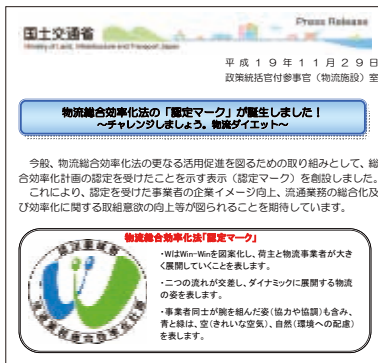 Press Release
国土交通省
Ministry of Land, Infrastructure and Transport Japan
平成19年11月29日
政策統括官付参事官（物流施設）室
物流総合効率化法の「認定マーク」が誕生しました！
～チャレンジしましょう。物流ダイエット～
今般、物流総合効率化法の更なる活用促進を図るための取り組みとして、総
合効率化計画の認定を受けたことを示す表示（認定マーク）を創設しました。
これにより、認定を受けた事業者の企業イメージ向上、流通業務の総合化及
び効率化に関する取組意欲の向上等が図られることを期待しています。
物流総合効率化法「認定マーク」
・WはWin-Winを図案化し、荷主と物流事業者が大き
く展開していくことを表します。
・二つの流れが交差し、ダイナミックに展開する物流
の姿を表します。
・事業者同士が腕を組んだ姿（協力や協調）も含み、
青と緑は、空（きれいな空気）、自然（環境への配慮）
を表します。